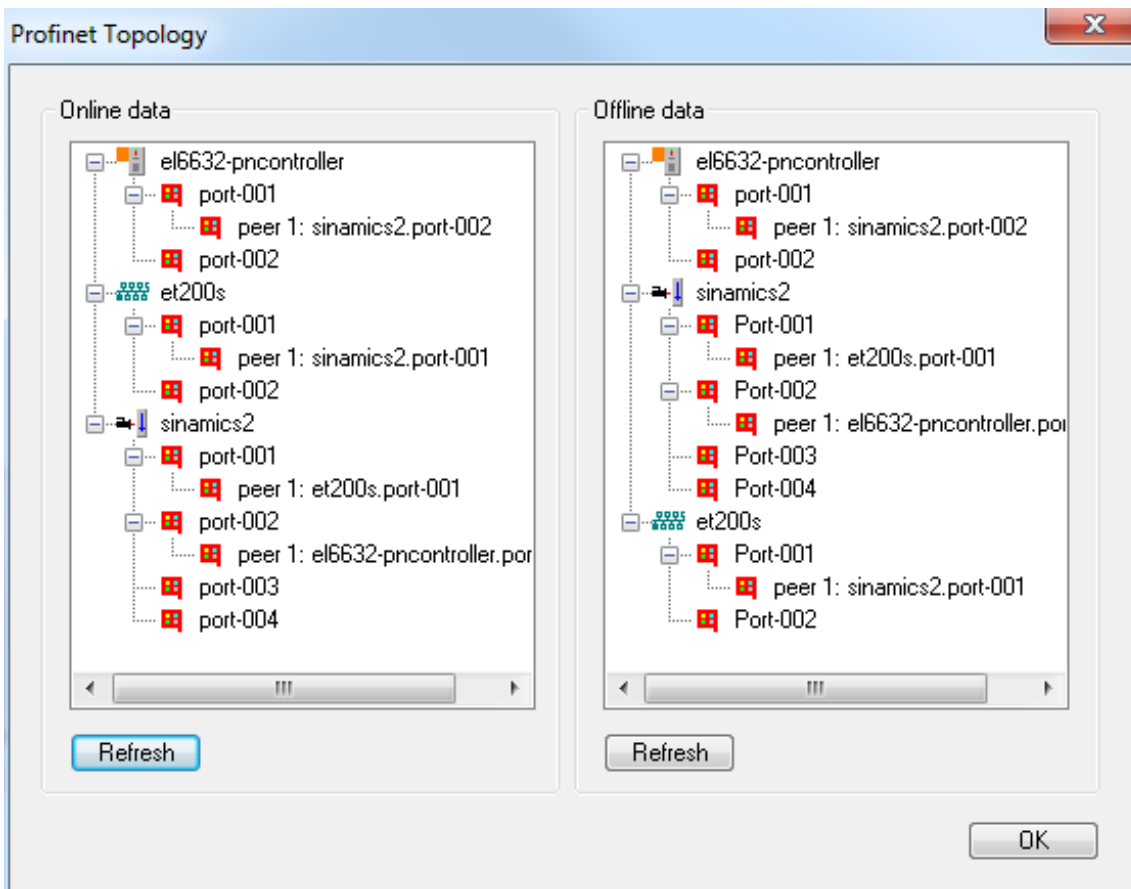 Profinet Topology
Online data
el6632-pncontroller
port-001
peer 1: sinamics2.port-002
port-002
et200s
port-001
peer 1: sinamics2.port-001
port-002
sinamics2
port-001
peer 1: et200s.port-001
port-002
peer 1: el6632-pncontroller.por
port-003
port-004
Refresh
Offline data
el6632-pncontroller
port-001
peer 1: sinamics2.port-002
port-002
sinamics2
Port-001
peer 1: et200s.port-001
Port-002
peer 1: el6632-pncontroller.por
Port-003
Port-004
et200s
Port-001
peer 1: sinamics2.port-001
Port-002
Refresh
OK